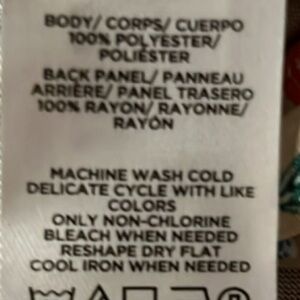 BODY/ CORPS/ CUERPO
100% POLYESTER/
POLIÉSTER
BACK PANEL/ PANNEAU
ARRIÈRE/ PANEL TRASERO
100% RAYON/ RAYONNE/
RAYÓN
MACHINE WASH COLD
DELICATE CYCLE WITH LIKE
COLORS
ONLY NON-CHLORINE
BLEACH WHEN NEEDED
RESHAPE DRY FLAT
COOL IRON WHEN NEEDED